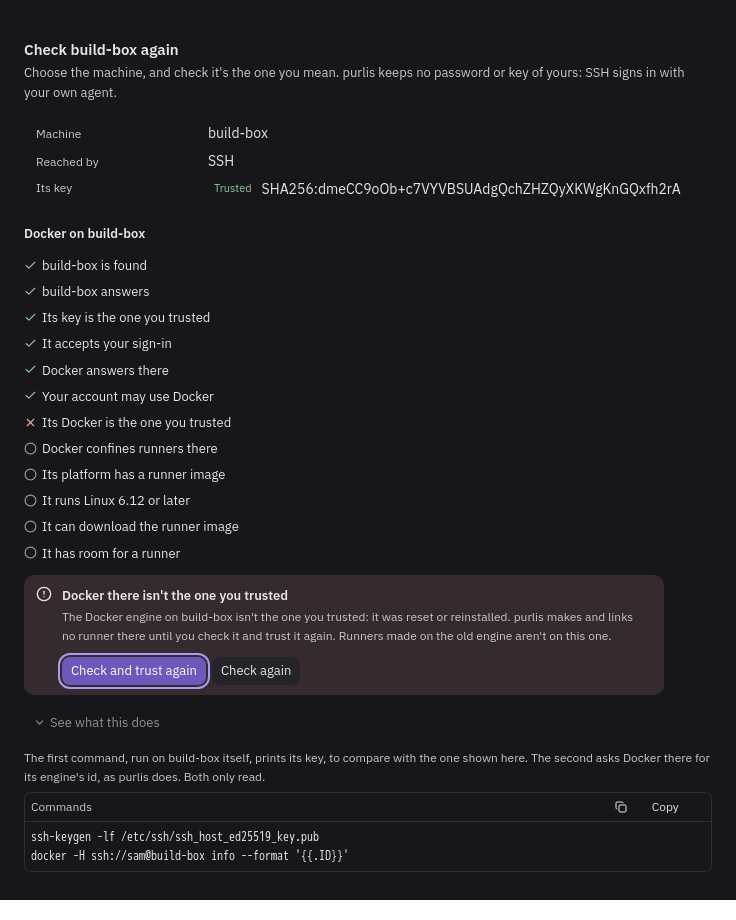 Check build-box again
Choose the machine, and check it's the one you mean. purlis keeps no password or key of yours: SSH signs in with
your own agent.
Machine build-box
Reached by SSH
Its key Trusted SHA256:dmeCC9oOb+c7VYVBSUAdgQchZHZQyXKWgKnGQxfh2rA
Docker on build-box
build-box is found
build-box answers
Its key is the one you trusted
It accepts your sign-in
Docker answers there
Your account may use Docker
Its Docker is the one you trusted
Docker confines runners there
Its platform has a runner image
It runs Linux 6.12 or later
It can download the runner image
It has room for a runner
Docker there isn't the one you trusted
The Docker engine on build-box isn't the one you trusted: it was reset or reinstalled. purlis makes and links
no runner there until you check it and trust it again. Runners made on the old engine aren't on this one.
Check and trust again Check again
See what this does
The first command, run on build-box itself, prints its key, to compare with the one shown here. The second asks Docker there for
its engine's id, as purlis does. Both only read.
Commands Copy
ssh-keygen -lf /etc/ssh/ssh_host_ed25519_key.pub
docker -H ssh://sam@build-box info --format '{{.ID}}'